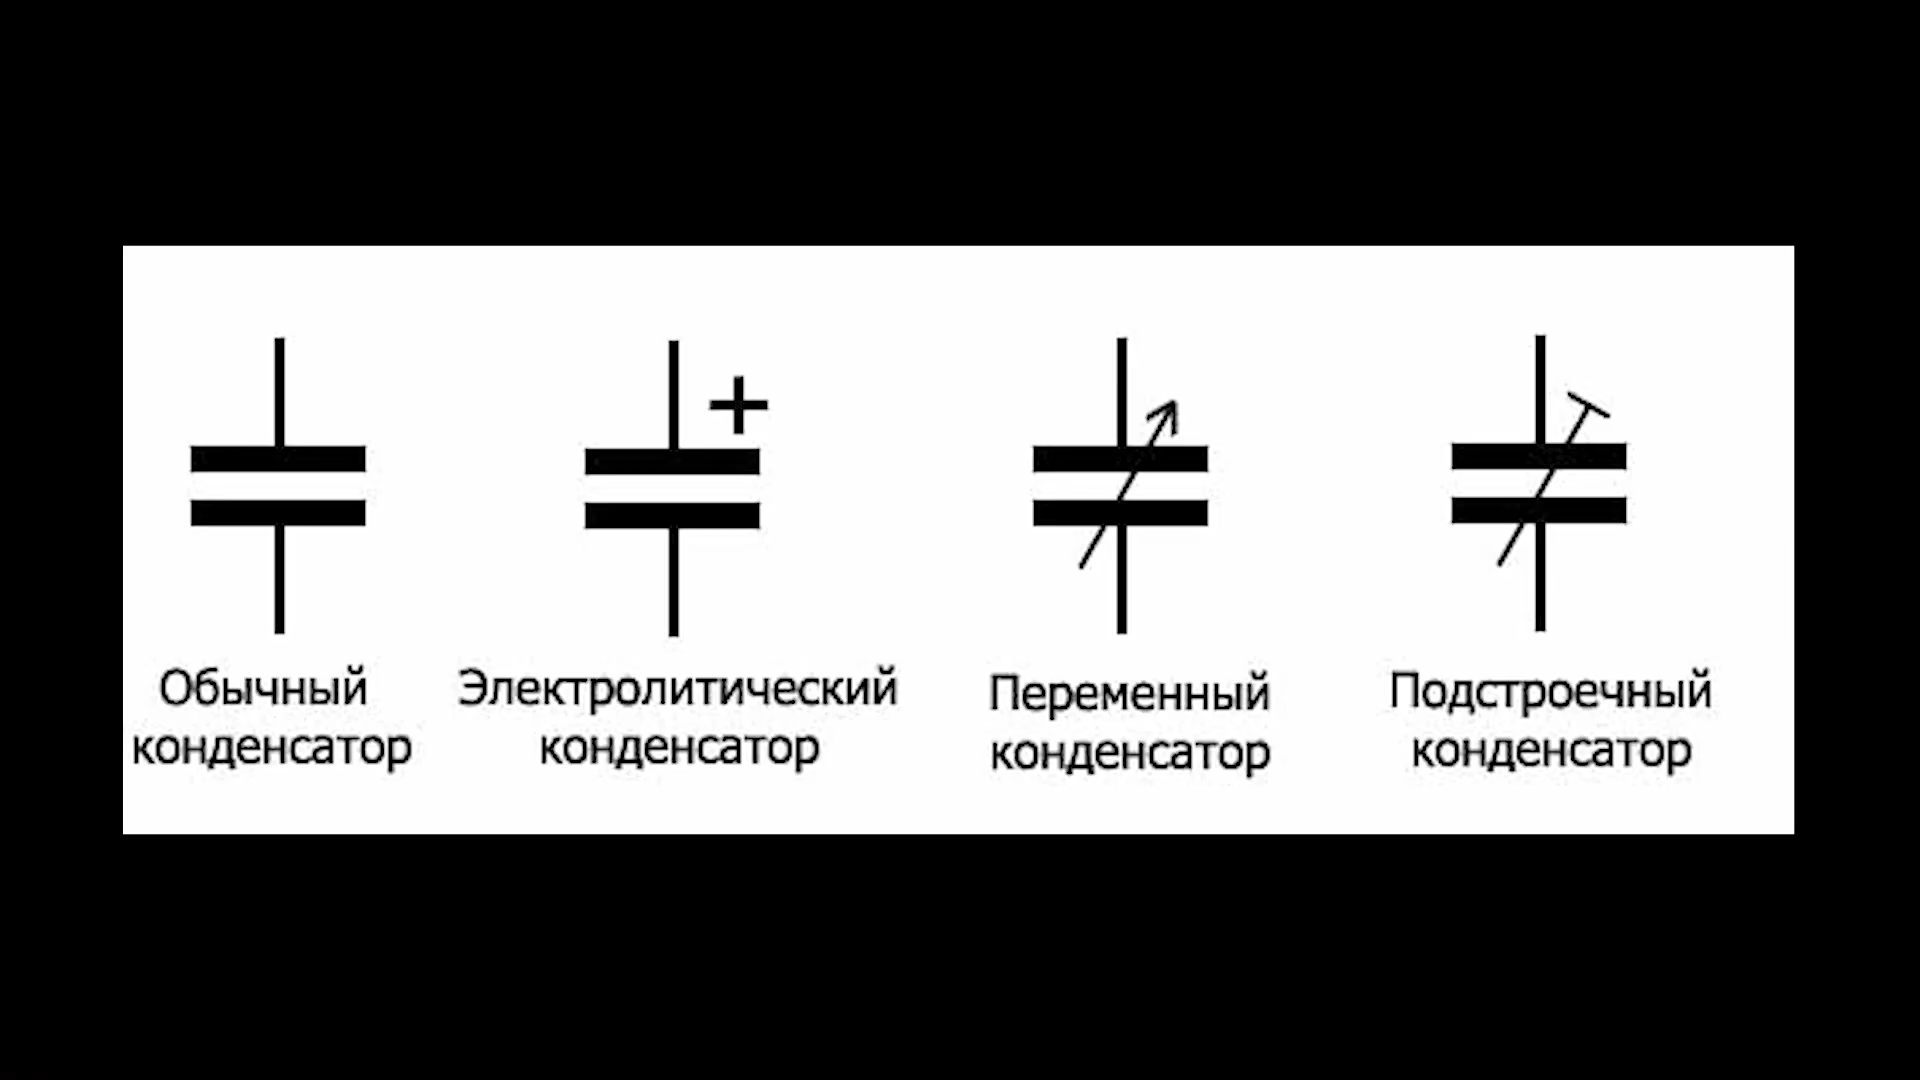 +
Обычный
конденсатор
Электролитический
конденсатор
Переменный
конденсатор
Подстроечный
конденсатор